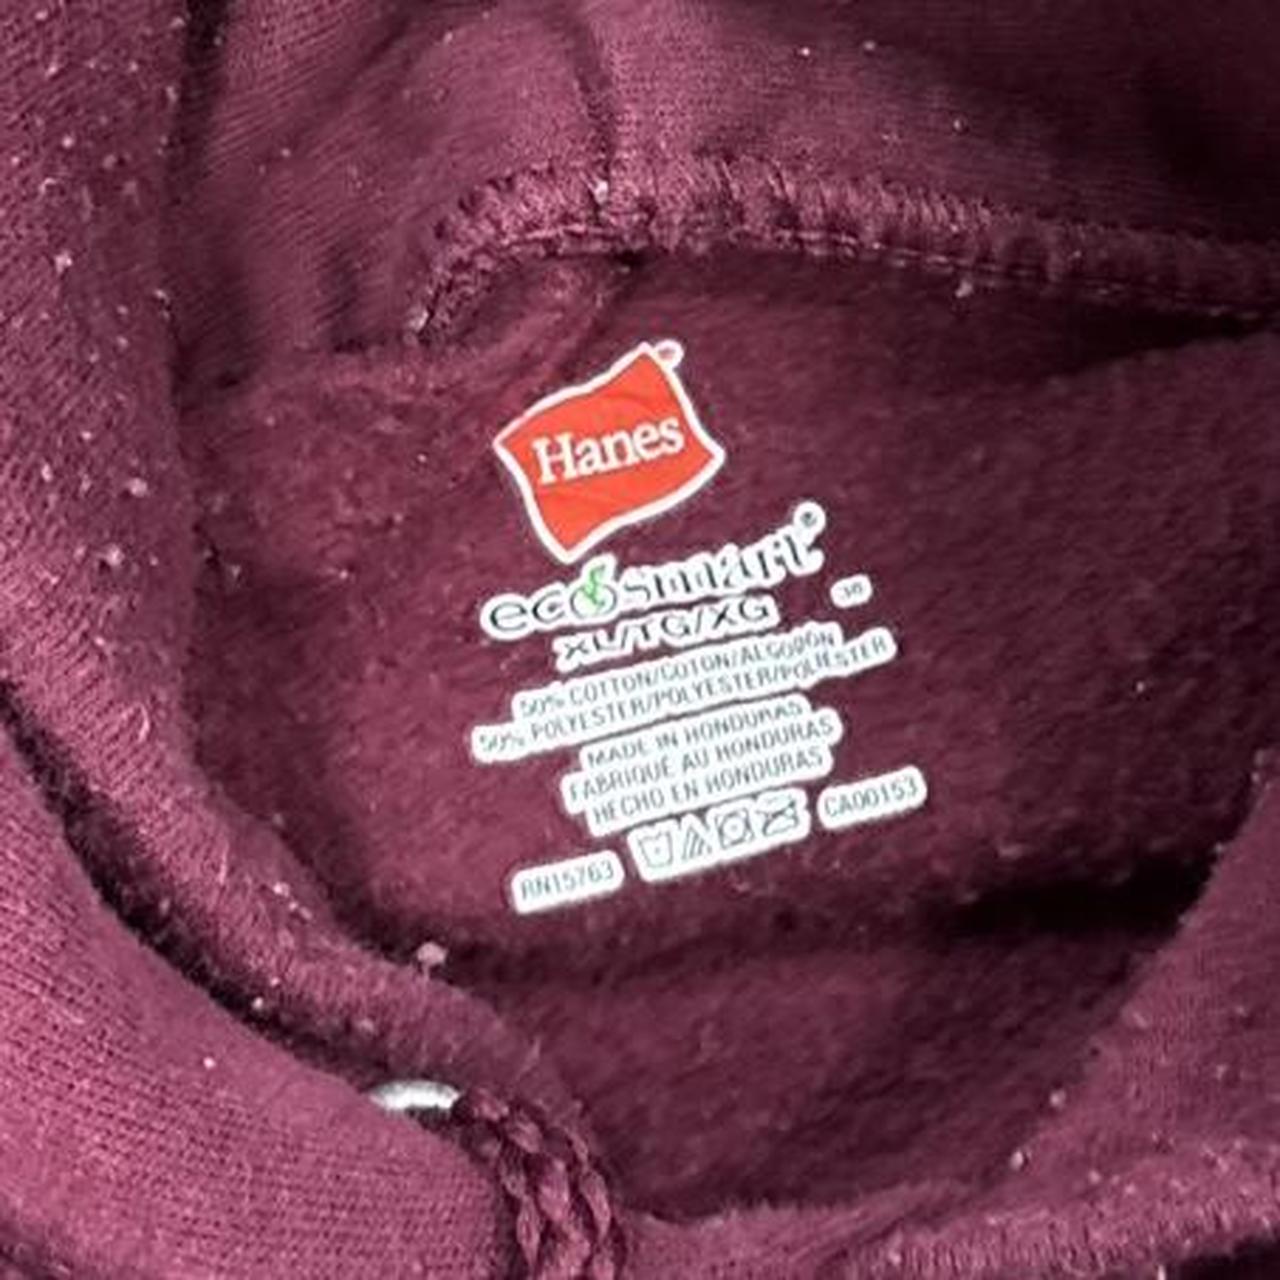 Hanes
ecosmart®
XL/TG/XG
50% COTTON/COTON/ALGODÓN
50% POLYESTER/POLYESTER/POLIÉSTER
MADE IN HONDURAS
FABRIQUÉ AU HONDURAS
HECHO EN HONDURAS
RN15763 CA00153